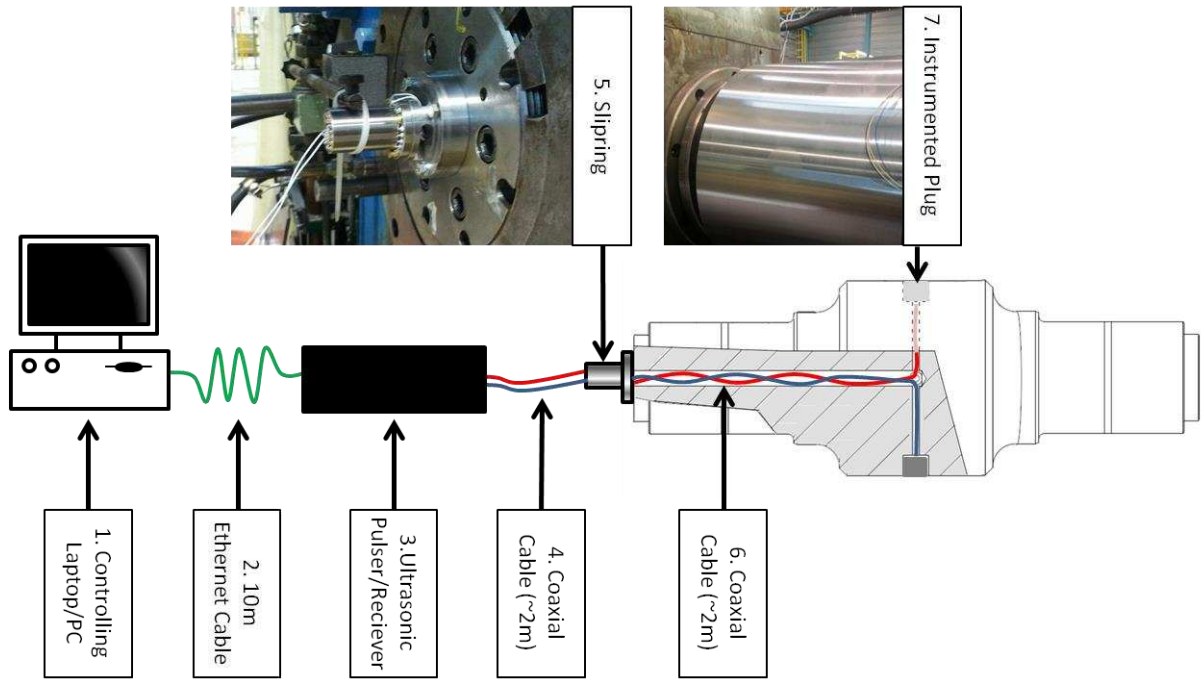 1. Controlling
Laptop/PC
2. 10m
Ethernet Cable
3.Ultrasonic
Pulser/Reciever
4. Coaxial
Cable (~2m)
5. Slipring
6. Coaxial
Cable (~2m)
7. Instrumented Plug